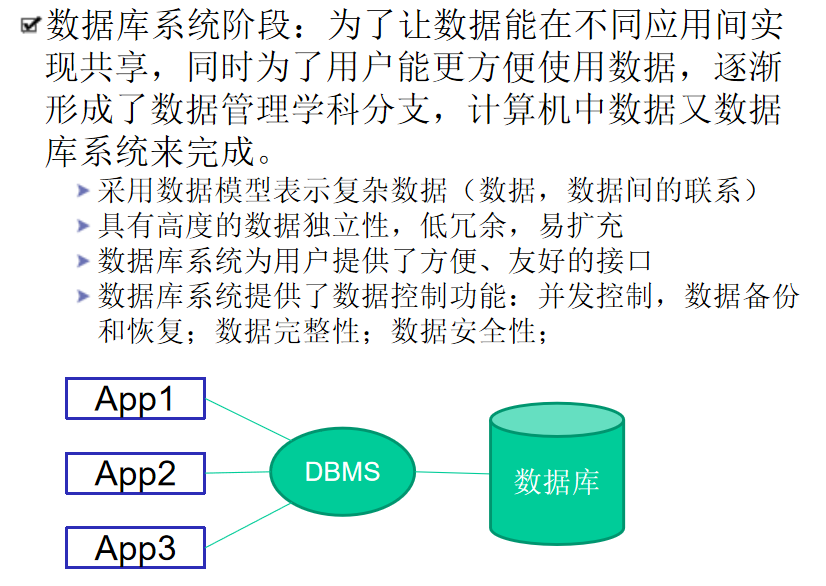 数据库系统阶段：为了让数据能在不同应用间实
现共享，同时为了用户能更方便使用数据，逐渐
形成了数据管理学科分支，计算机中数据又数据
库系统来完成。
采用数据模型表示复杂数据（数据，数据间的联系）
具有高度的数据独立性，低冗余，易扩充
数据库系统为用户提供了方便、友好的接口
数据库系统提供了数据控制功能：并发控制，数据备份
和恢复；数据完整性；数据安全性；
App1
App2
App3
DBMS
数据库